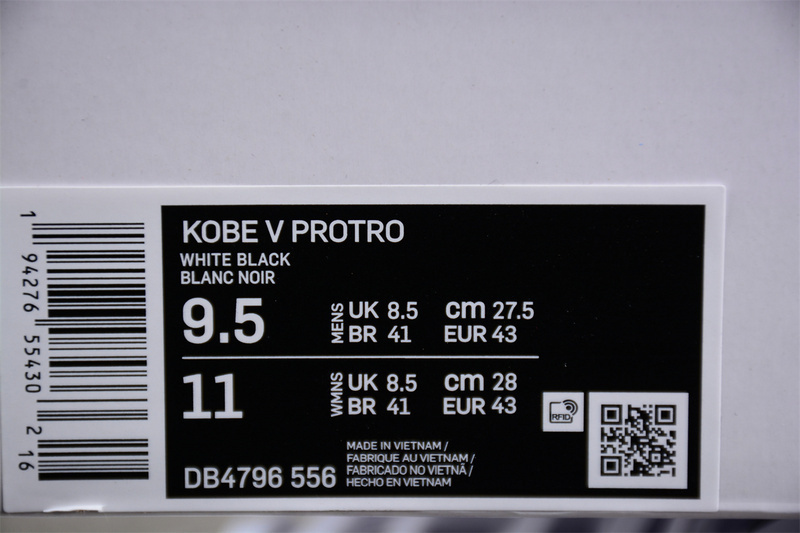 1 94276 55430 2 16
KOBE V PROTRO
WHITE BLACK
BLANC NOIR
9.5 MENS UK 8.5 cm 27.5
BR 41 EUR 43
11 WMNS UK 8.5 cm 28
BR 41 EUR 43
RFID
DB4796 556
MADE IN VIETNAM /
FABRIQUE AU VIETNAM /
FABRICADO NO VIETNÃ /
HECHO EN VIETNAM